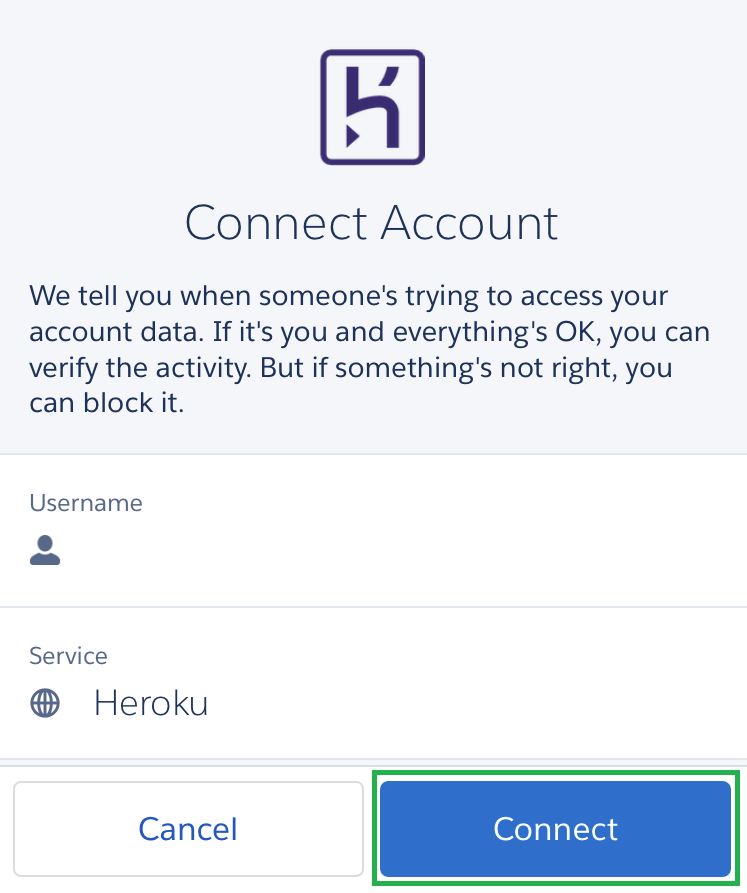 Connect Account
We tell you when someone's trying to access your
account data. If it's you and everything's OK, you can
verify the activity. But if something's not right, you
can block it.
Username
Service
Heroku
Cancel
Connect